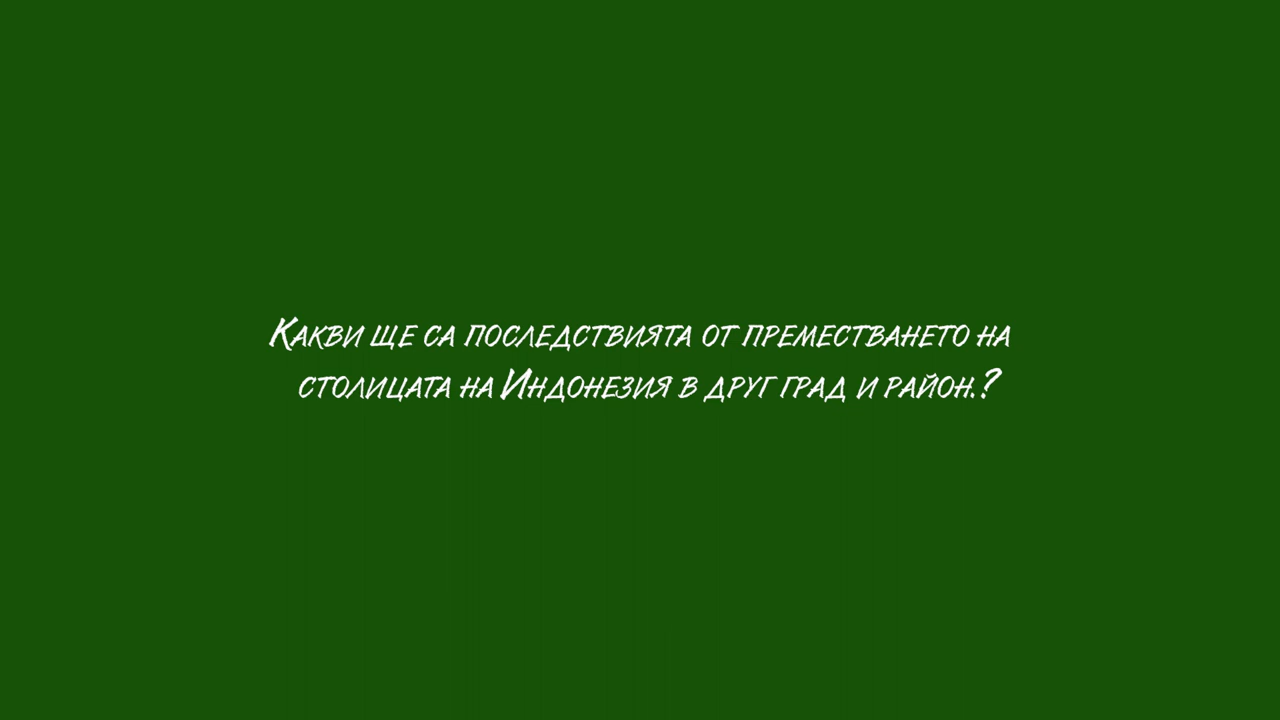 Какви ще са последствията от преместването на
столицата на Индонезия в друг град и район.?